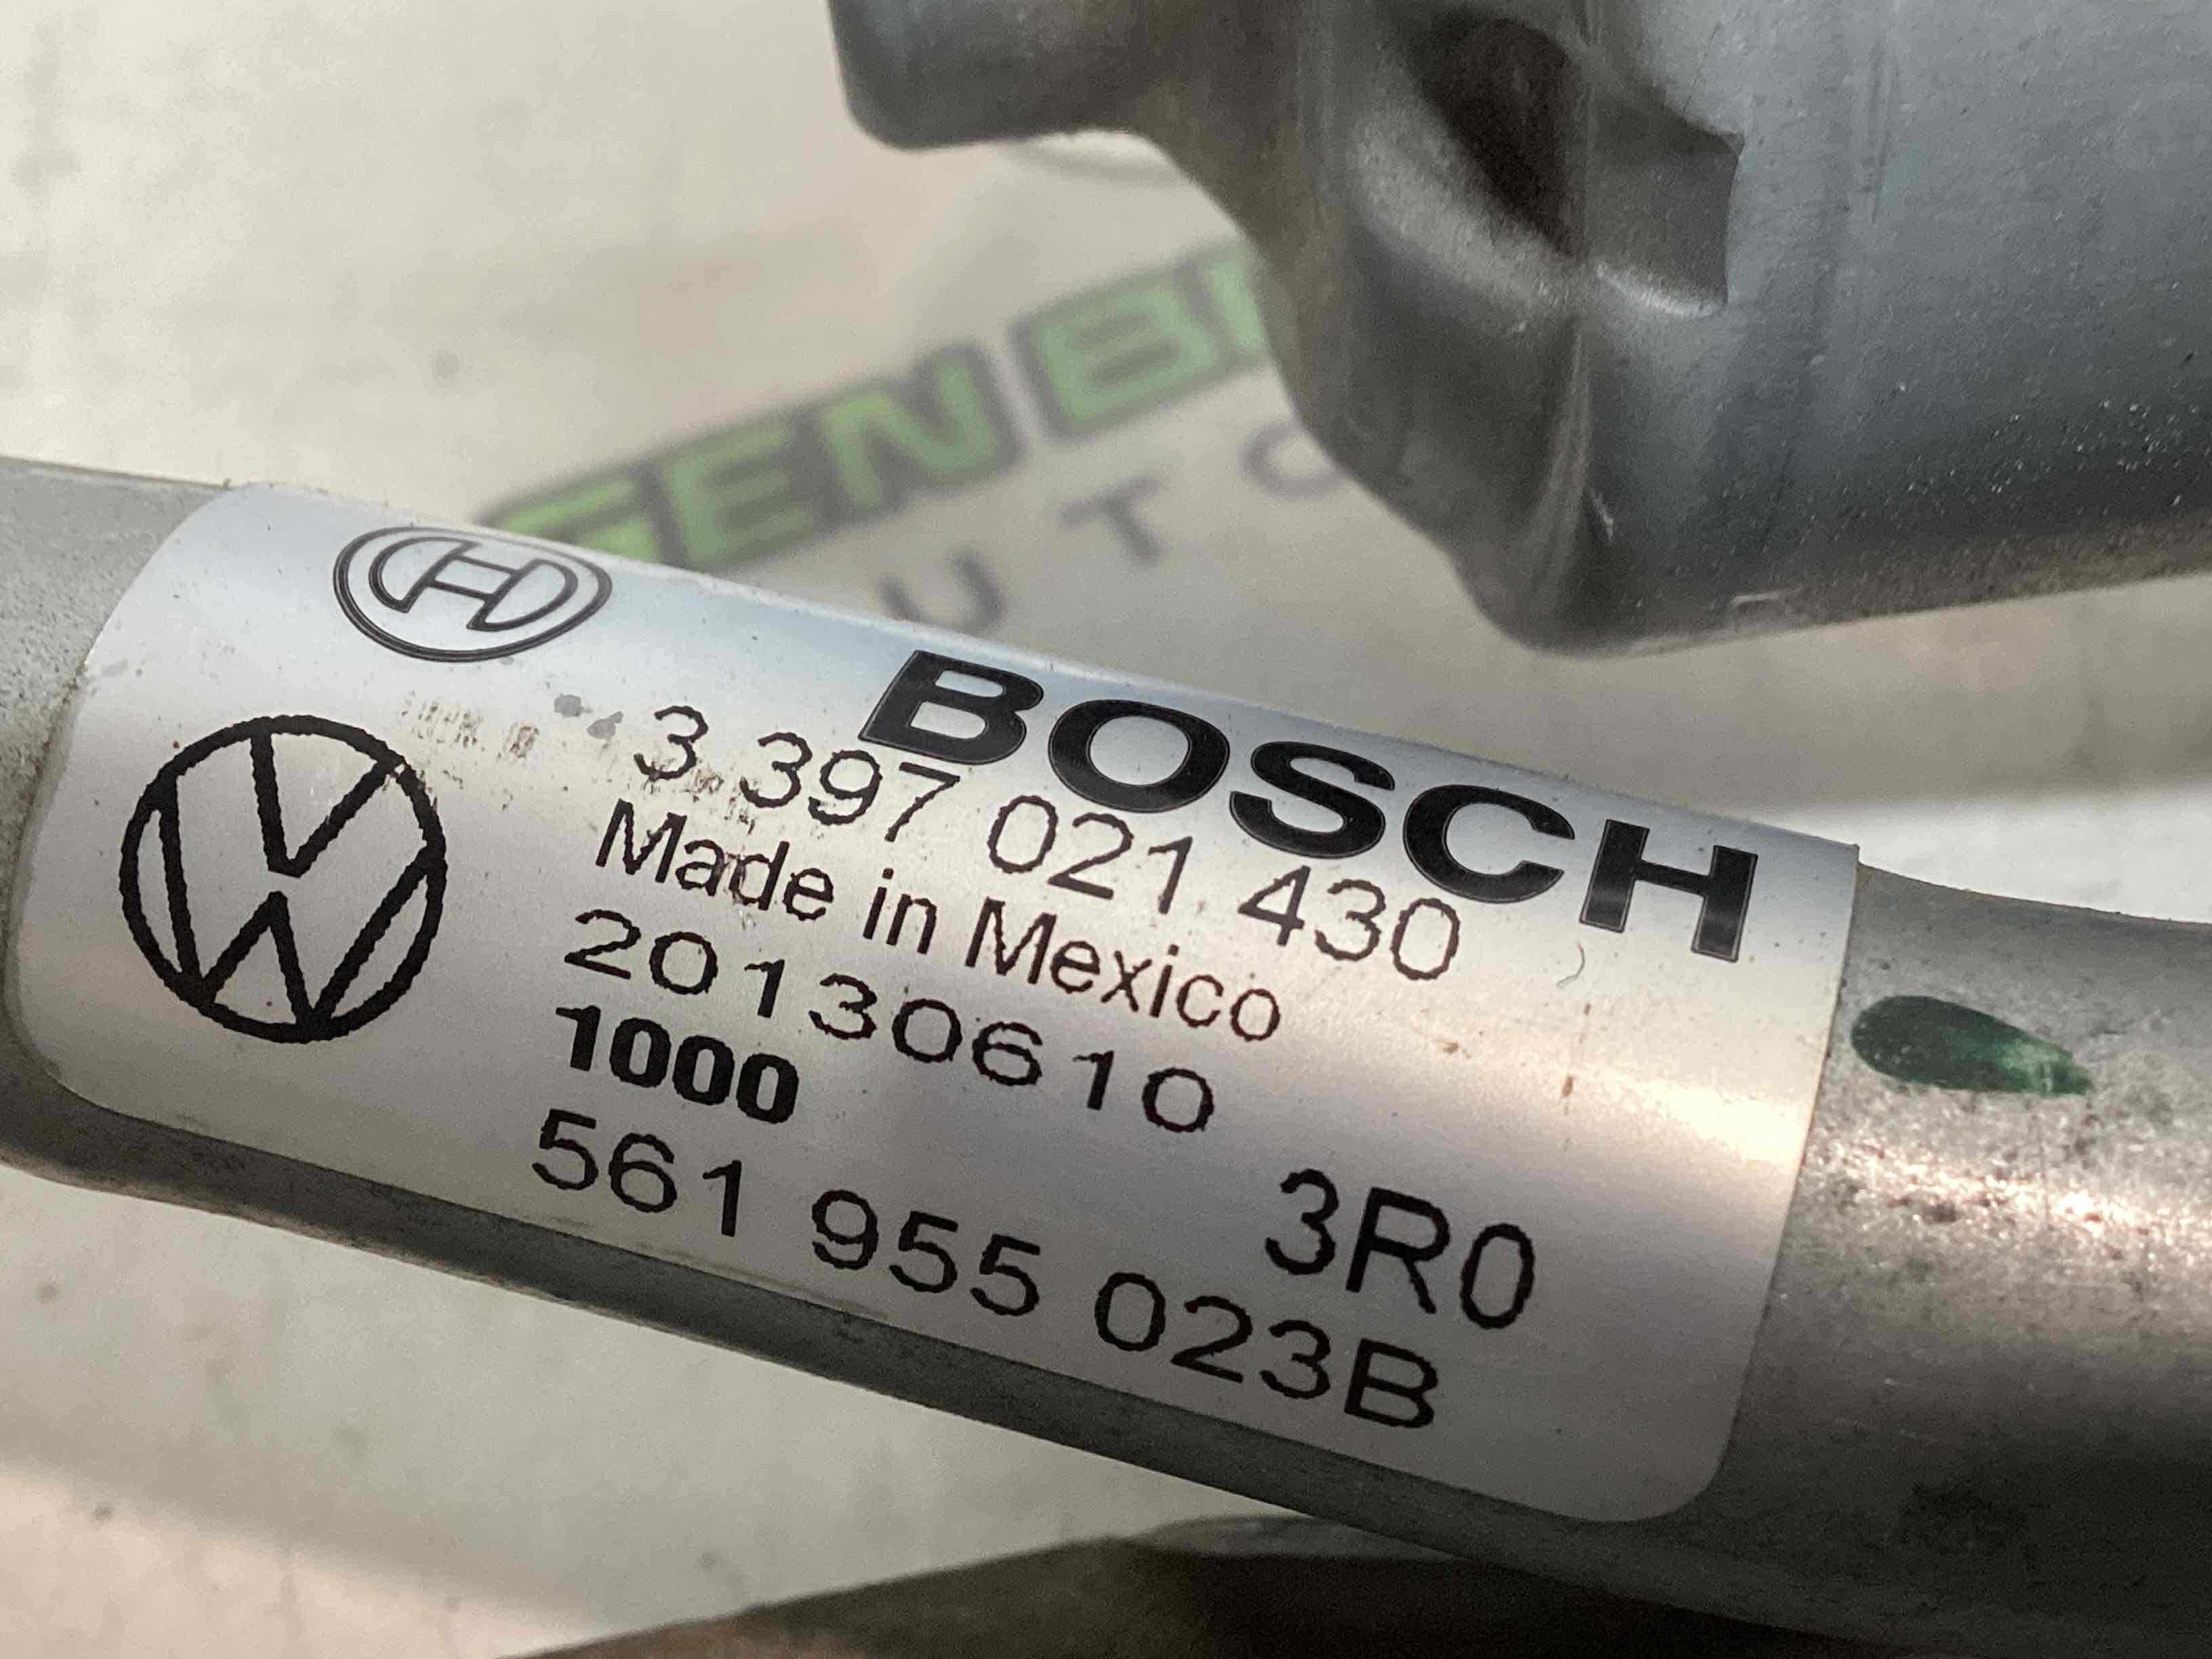 BOSCH
3 397 021 430
Made in Mexico
20130610
1000
3R0
561 955 023B